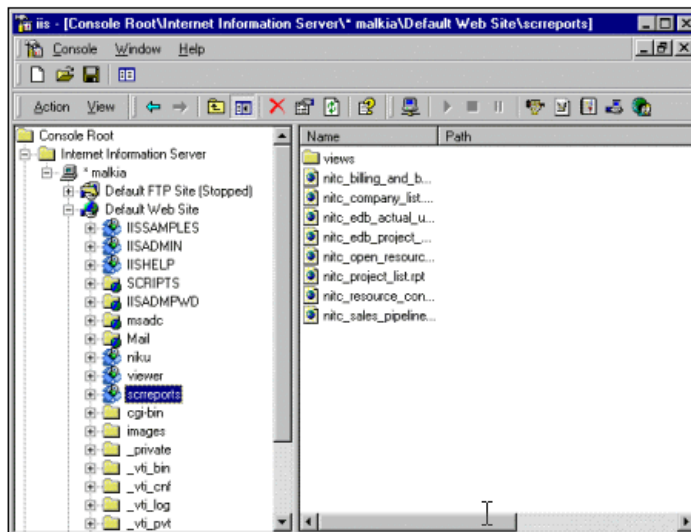 iis - [Console Root\Internet Information Server\* malkia\Default Web Site\scrreports]
Console Window Help
Action View
Console Root
Internet Information Server
* malkia
Default FTP Site (Stopped)
Default Web Site
IISSAMPLES
IISADMIN
IISHELP
SCRIPTS
IISADMPWD
msadc
Mail
niku
viewer
scrreports
cgi-bin
images
_private
_vti_bin
_vti_cnf
_vti_log
_vti_pvt
Name Path
views
nitc_billing_and_b...
nitc_company_list....
nitc_edb_actual_u...
nitc_edb_project_...
nitc_open_resourc...
nitc_project_list.rpt
nitc_resource_con...
nitc_sales_pipeline...